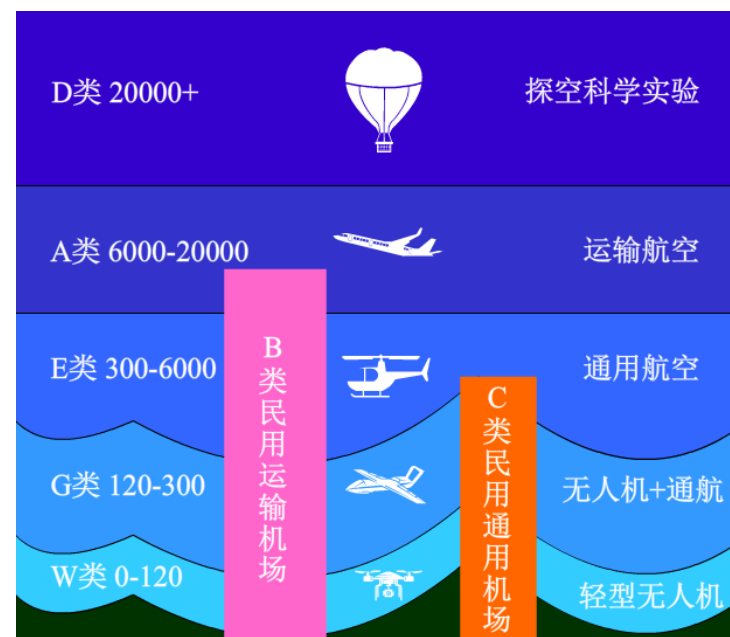 D类 20000+
探空科学实验
A类 6000-20000
运输航空
E类 300-6000
通用航空
B类民用运输机场
C类民用通用机场
G类 120-300
无人机+通航
W类 0-120
轻型无人机